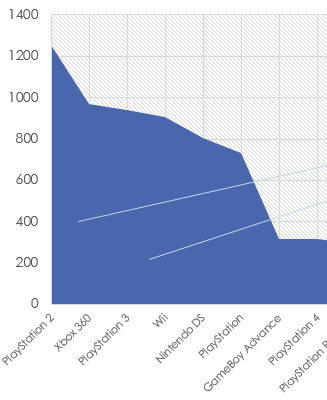 1400
1200
1000
800
600
400
200
0
PlayStation 2
Xbox 360
PlayStation 3
Wii
Nintendo DS
PlayStation
GameBoy Advance
PlayStation 4
PlayStation